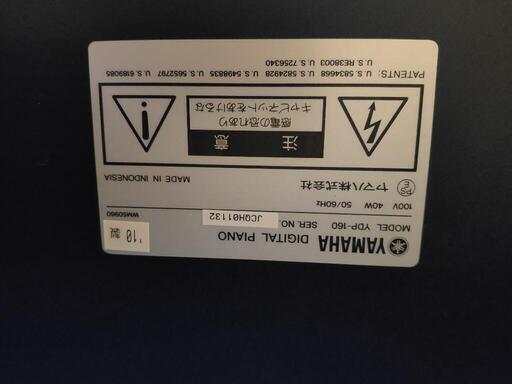 YAMAHA DIGITAL PIANO
'10 製
MODEL YDP-160 SER. NO. JCQH01132
WM50960
100V 40W 50/60Hz
ヤマハ株式会社 MADE IN INDONESIA
注 意
感電の恐れあり
キャビネットをあけるな
PATENTS: U.S. 5834668 U.S. 5824928 U.S. 5498835 U.S. 5652797 U.S. 6189085
U.S. RE38003 U.S. 7256340